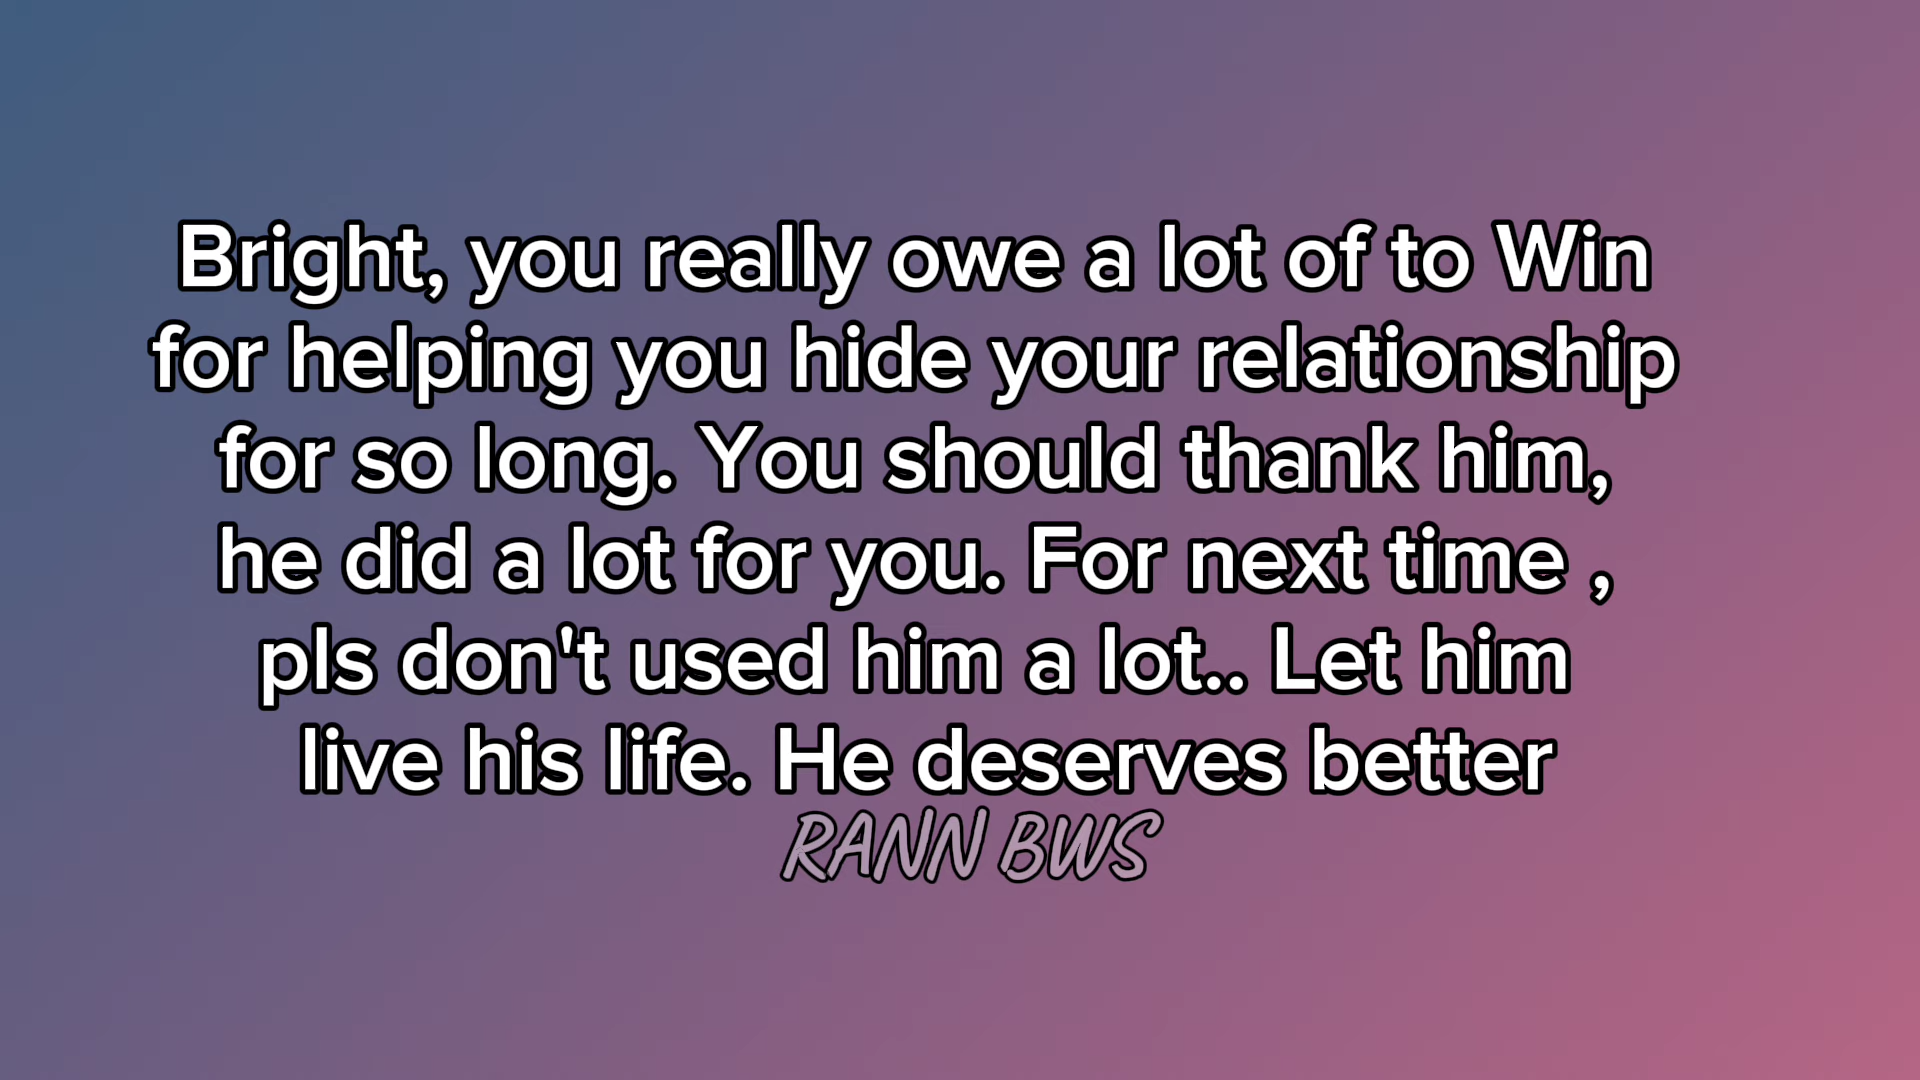 Bright, you really owe a lot of to Win
for helping you hide your relationship
for so long. You should thank him,
he did a lot for you. For next time ,
pls don't used him a lot.. Let him
live his life. He deserves better
RANN BWS